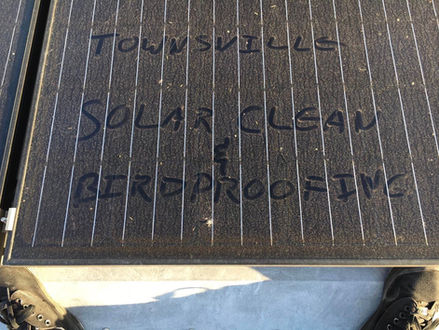 TOWNSVILLE
SOLAR CLEAN
&
BIRDPROOFING